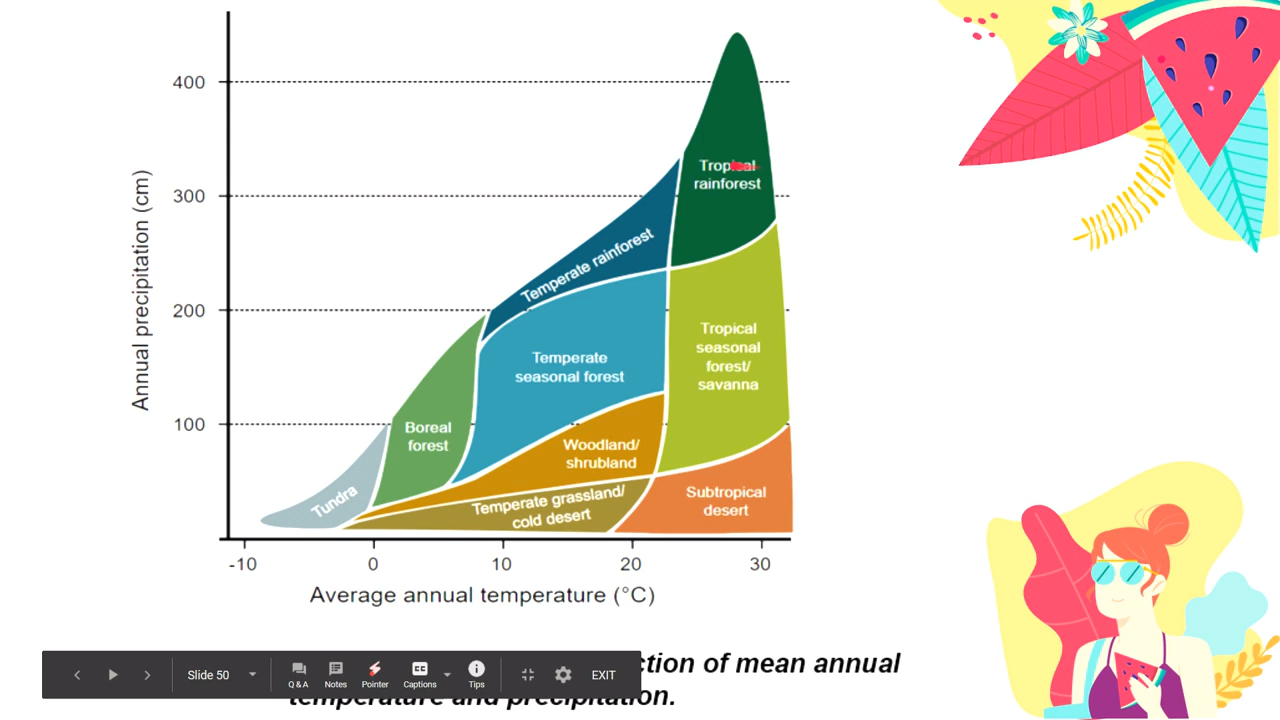 400
300
200
100
Annual precipitation (cm)
Tropical
rainforest
Temperate rainforest
Temperate
seasonal forest
Tropical
seasonal
forest/
savanna
Boreal
forest
Woodland/
shrubland
Tundra
Temperate grassland/
cold desert
Subtropical
desert
-10 0 10 20 30
Average annual temperature (°C)
ction of mean annual
temperature and precipitation.
Slide 50
Q & A Notes Pointer Captions Tips EXIT